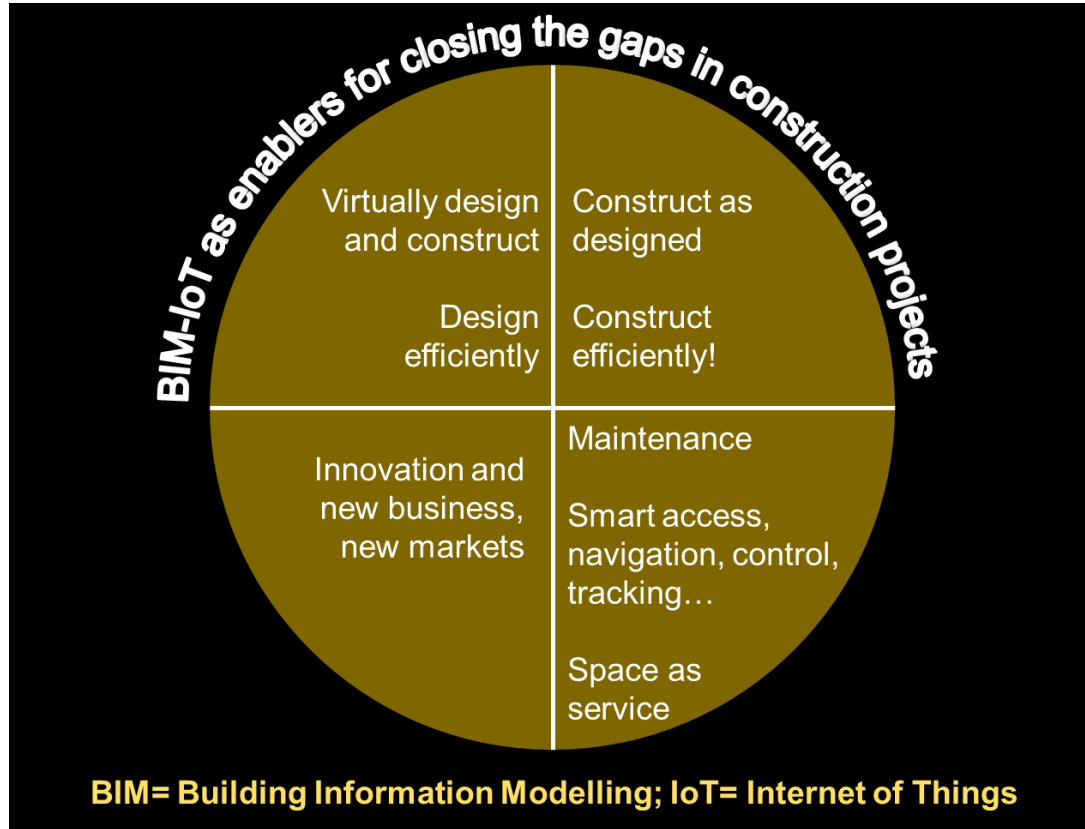 BIM-IoT as enablers for closing the gaps in construction projects
Virtually design
and construct
Design
efficiently
Construct as
designed
Construct
efficiently!
Innovation and
new business,
new markets
Maintenance
Smart access,
navigation, control,
tracking…
Space as
service
BIM= Building Information Modelling; IoT= Internet of Things